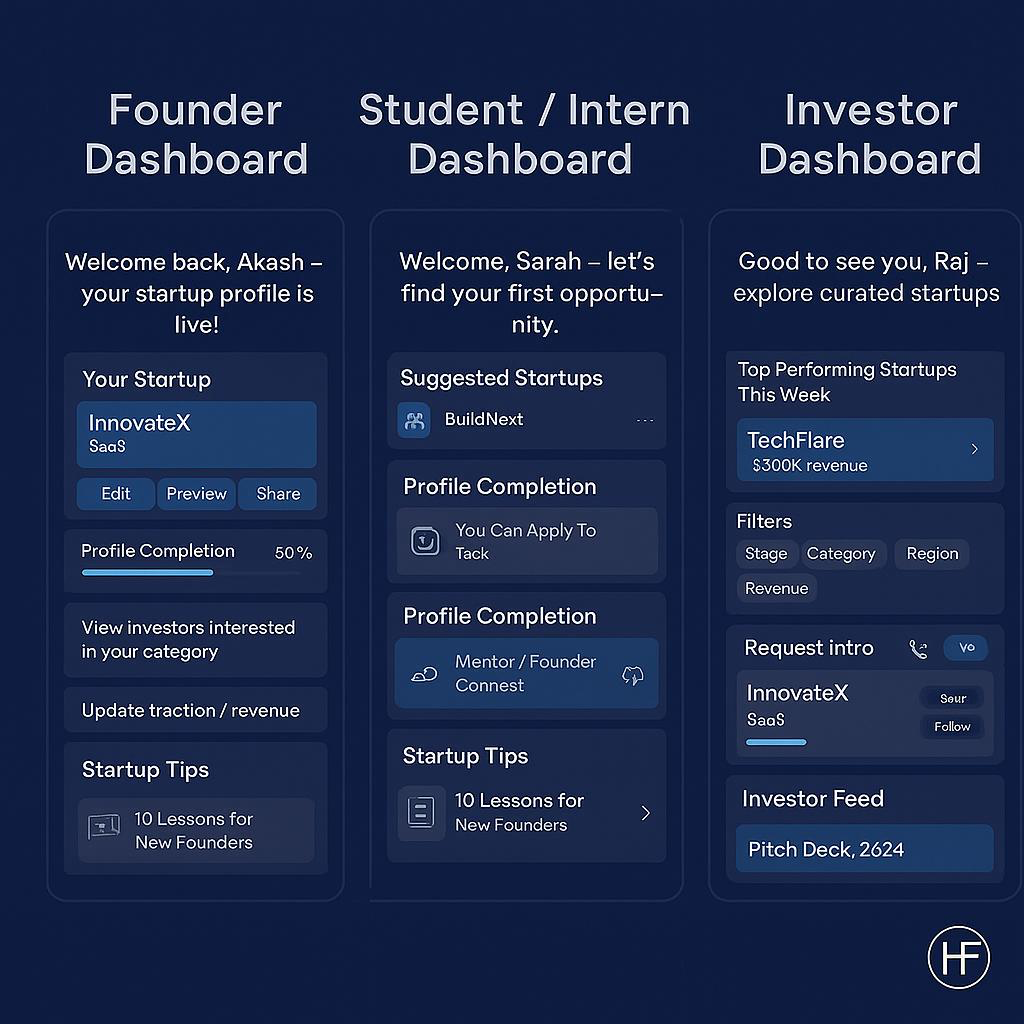 Founder
Dashboard
Welcome back, Akash –
your startup profile is
live!
Your Startup
InnovateX
SaaS
Edit Preview Share
Profile Completion 50%
View investors interested
in your category
Update traction / revenue
Startup Tips
10 Lessons for
New Founders
Student / Intern
Dashboard
Welcome, Sarah – let's
find your first opportu–
nity.
Suggested Startups
BuildNext ...
Profile Completion
You Can Apply To
Tack
Profile Completion
Mentor / Founder
Connest
Startup Tips
10 Lessons for
New Founders
Investor
Dashboard
Good to see you, Raj –
explore curated startups
Top Performing Startups
This Week
TechFlare
$300K revenue
Filters
Stage Category Region
Revenue
Request intro Vo
InnovateX
SaaS
Sour
Follow
Investor Feed
Pitch Deck, 2624
HF